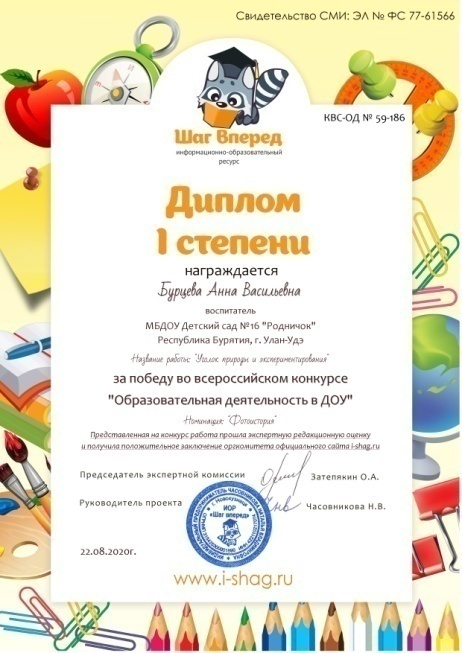 Свидетельство СМИ: ЭЛ № ФС 77-61566
КВС-ОД № 59-186
Шаг Вперед
информационно-образовательный
ресурс
Диплом
I степени
награждается
Бурцева Анна Васильевна
воспитатель
МБДОУ Детский сад №16 "Родничок"
Республика Бурятия, г. Улан-Удэ
Название работы: "Уголок природы и экспериментирования"
за победу во всероссийском конкурсе
"Образовательная деятельность в ДОУ"
Номинация: "Фотоистория"
Представленная на конкурс работа прошла экспертную редакционную оценку
и получила положительное заключение оргкомитета официального сайта i-shag.ru
Председатель экспертной комиссии Затепякин О.А.
Руководитель проекта Часовникова Н.В.
ИОР
«Шаг вперед»
22.08.2020г.
www.i-shag.ru